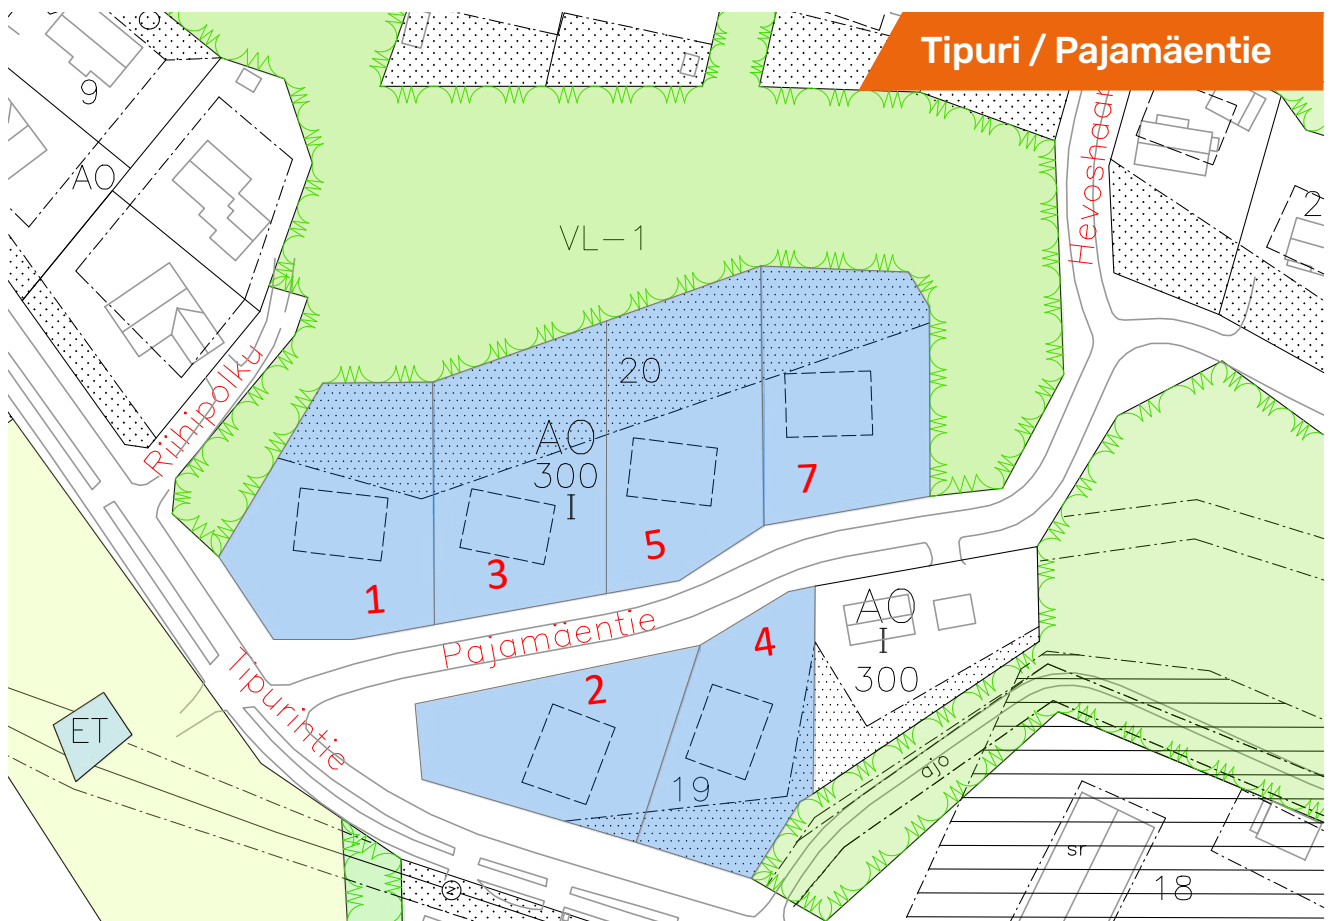 Tipuri / Pajamäentie
9
AO
VL-1
2
Riihipolku
20
AO
300
I
7
5
3
1
Pajamäentie
4
2
AO
I
300
Tipurintie
ET
19
ajo
sr
18